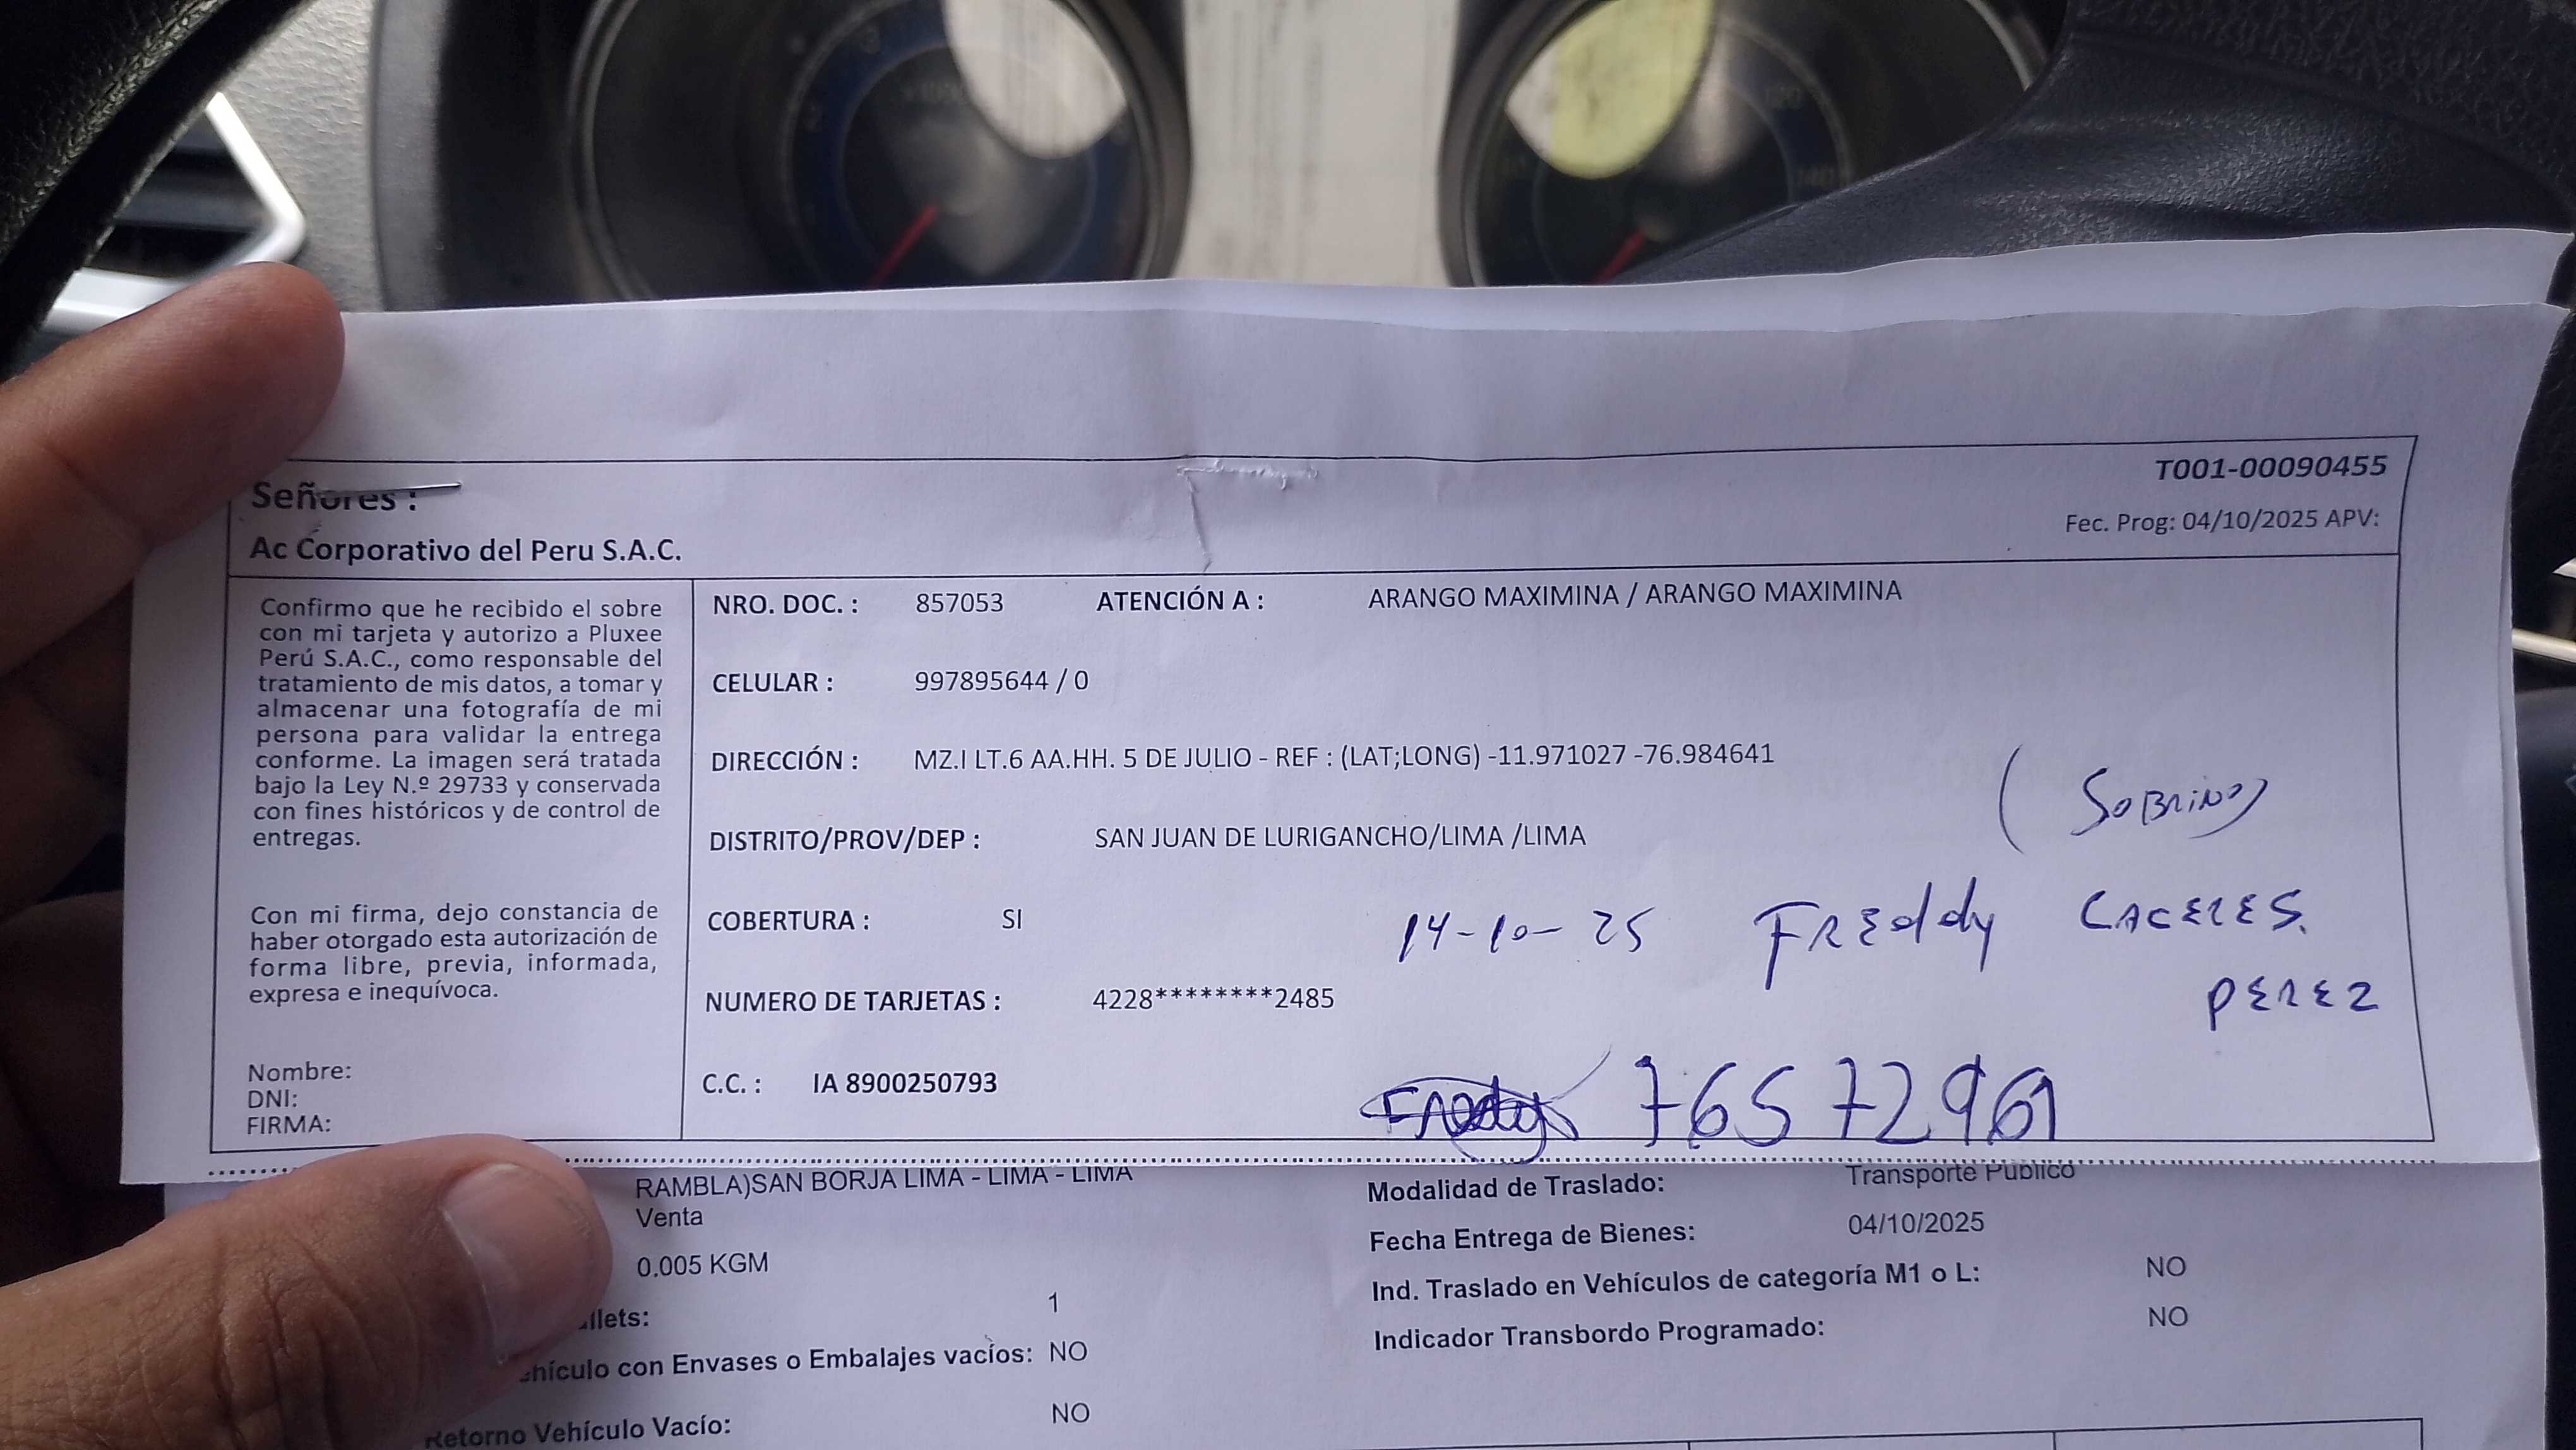 Señores :
Ac Corporativo del Peru S.A.C.
T001-00090455
Fec. Prog: 04/10/2025 APV:
Confirmo que he recibido el sobre
con mi tarjeta y autorizo a Pluxee
Perú S.A.C., como responsable del
tratamiento de mis datos, a tomar y
almacenar una fotografía de mi
persona para validar la entrega
conforme. La imagen será tratada
bajo la Ley N.º 29733 y conservada
con fines históricos y de control de
entregas.
Con mi firma, dejo constancia de
haber otorgado esta autorización de
forma libre, previa, informada,
expresa e inequívoca.
Nombre:
DNI:
FIRMA:
NRO. DOC. : 857053 ATENCIÓN A : ARANGO MAXIMINA / ARANGO MAXIMINA
CELULAR : 997895644 / 0
DIRECCIÓN : MZ.I LT.6 AA.HH. 5 DE JULIO - REF : (LAT;LONG) -11.971027 -76.984641
DISTRITO/PROV/DEP : SAN JUAN DE LURIGANCHO/LIMA /LIMA
COBERTURA : SI
NUMERO DE TARJETAS : 4228********2485
C.C. : IA 8900250793
(SOBRINO)
14-10-25 FREddy CACERES.
PEREZ
Fredy 76572961
RAMBLA)SAN BORJA LIMA - LIMA - LIMA
Venta
0.005 KGM
1
con Envases o Embalajes vacíos: NO
Retorno Vehículo Vacío: NO
Modalidad de Traslado: Transporte Publico
Fecha Entrega de Bienes: 04/10/2025
Ind. Traslado en Vehículos de categoría M1 o L: NO
Indicador Transbordo Programado: NO